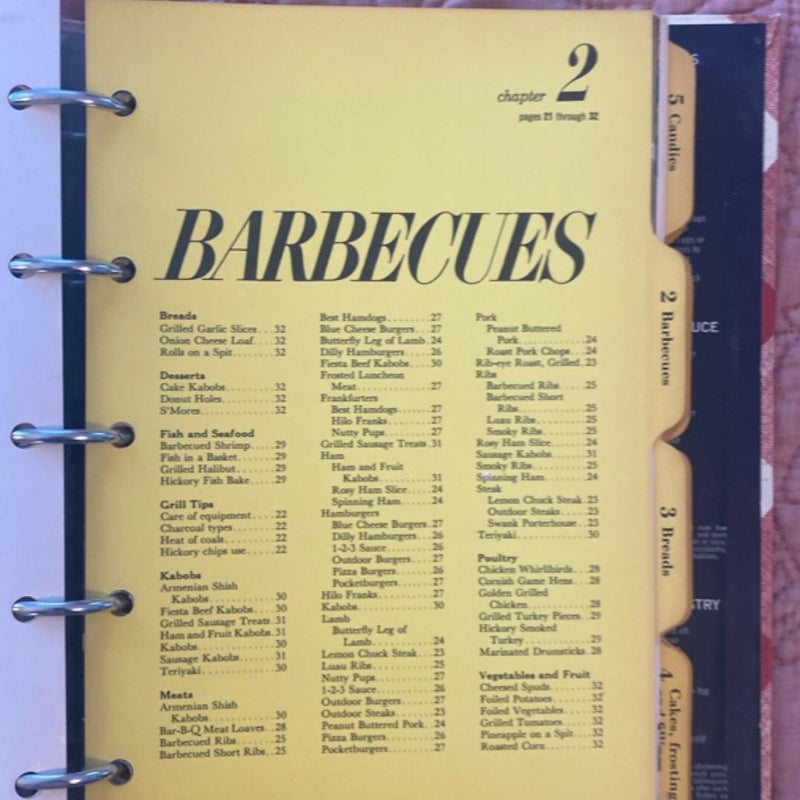 chapter 2
pages 21 through 32
BARBECUES
Breads
Grilled Garlic Slices...32
Onion Cheese Loaf...32
Rolls on a Spit......32
Desserts
Cake Kabobs..........32
Donut Holes..........32
S'Mores..............32
Fish and Seafood
Barbecued Shrimp.....29
Fish in a Basket.....29
Grilled Halibut......29
Hickory Fish Bake....29
Grill Tips
Care of equipment....22
Charcoal types.......22
Heat of coals........22
Hickory chips use....22
Kabobs
Armenian Shish
Kabobs..........30
Fiesta Beef Kabobs...30
Grilled Sausage Treats.31
Ham and Fruit Kabobs.31
Kabobs...............30
Sausage Kabobs.......31
Teriyaki.............30
Meats
Armenian Shish
Kabobs..........30
Bar-B-Q Meat Loaves..28
Barbecued Ribs.......25
Barbecued Short Ribs..25
Best Hamdogs........27
Blue Cheese Burgers...27
Butterfly Leg of Lamb.24
Dilly Hamburgers.....26
Fiesta Beef Kabobs...30
Frosted Luncheon
Meat............27
Frankfurters
Best Hamdogs.......27
Hilo Franks........27
Nutty Pups.........27
Grilled Sausage Treats.31
Ham
Ham and Fruit
Kabobs.........31
Rosy Ham Slice.....24
Spinning Ham.......24
Hamburgers
Blue Cheese Burgers.27
Dilly Hamburgers...26
1-2-3 Sauce........26
Outdoor Burgers....27
Pizza Burgers......26
Pocketburgers......27
Hilo Franks..........27
Kabobs...............30
Lamb
Butterfly Leg of
Lamb...........24
Lemon Chuck Steak...23
Luau Ribs............25
Nutty Pups...........27
1-2-3 Sauce..........26
Outdoor Burgers......27
Outdoor Steaks.......23
Peanut Buttered Pork..24
Pizza Burgers........26
Pocketburgers........27
Pork
Peanut Buttered
Pork............24
Roast Pork Chops...24
Rib-eye Roast, Grilled.23
Ribs
Barbecued Ribs.....25
Barbecued Short
Ribs............25
Luau Ribs..........25
Smoky Ribs.........25
Rosy Ham Slice.......24
Sausage Kabobs.......31
Smoky Ribs...........25
Spinning Ham.........24
Steak
Lemon Chuck Steak 23
Outdoor Steaks.....23
Swank Porterhouse..23
Teriyaki.............30
Poultry
Chicken Whirlibirds...28
Cornish Game Hens...28
Golden Grilled
Chicken..........28
Grilled Turkey Pieces..29
Hickory Smoked
Turkey...........29
Marinated Drumsticks.28
Vegetables and Fruit
Cheesed Spuds........32
Foiled Potatoes......32
Foiled Vegetables....32
Grilled Tomatoes.....32
Pineapple on a Spit...32
Roasted Corn.........32
5 Candies
2 Barbecues
3 Breads
4. Cakes, frosting